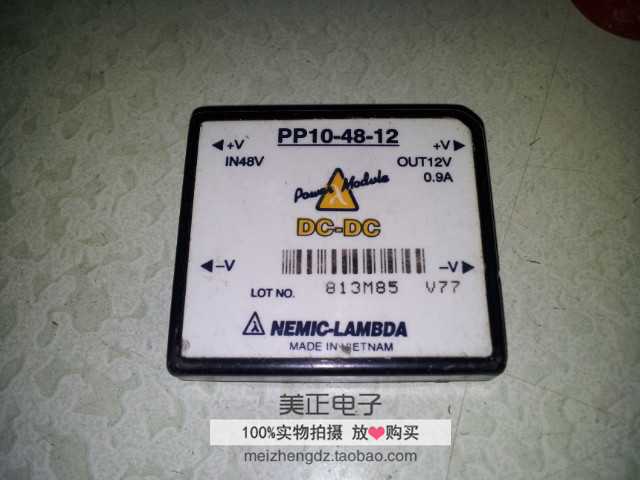 PP10-48-12
◀+V +V▶
IN48V OUT12V
0.9A
Power Module
λ
DC-DC
◀-V -V▶
LOT NO. 813M85 V77
λ NEMIC-LAMBDA
MADE IN VIETNAM
美正电子
100%实物拍摄 放❤购买
meizhengdz.taobao.com